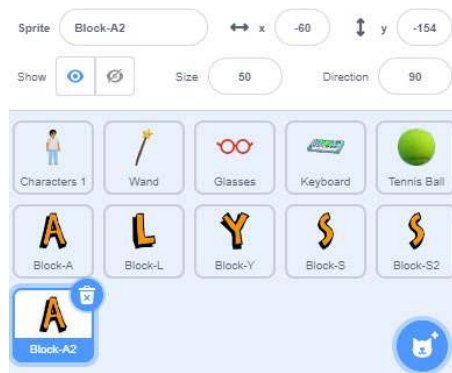 Sprite Block-A2 x -60 y -154
Show Size 50 Direction 90
Characters 1 Wand Glasses Keyboard Tennis Ball
A L Y S S
Block-A Block-L Block-Y Block-S Block-S2
A
Block-A2